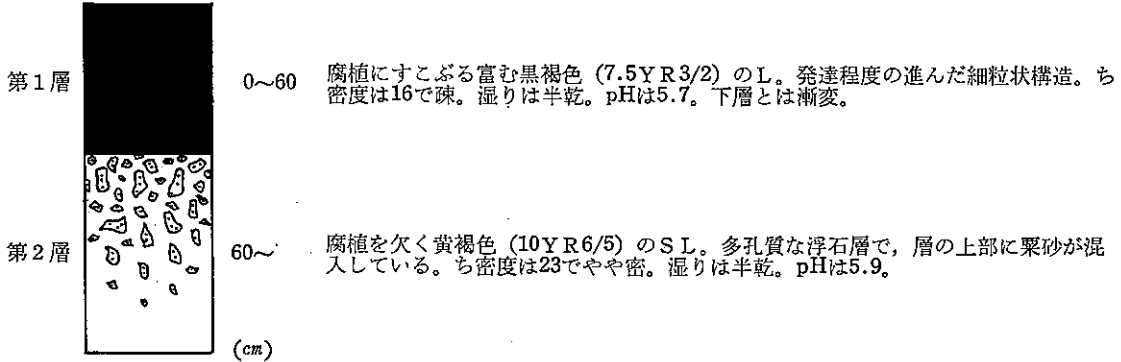 第1層
0~60
腐植にすこぶる富む黒褐色 (7.5YR3/2) のL。発達程度の進んだ細粒状構造。ち
密度は16で疎。湿りは半乾。pHは5.7。下層とは漸変。
第2層
60~
腐植を欠く黄褐色 (10YR6/5) のSL。多孔質な浮石層で,層の上部に粟砂が混
入している。ち密度は23でやや密。湿りは半乾。pHは5.9。
(cm)